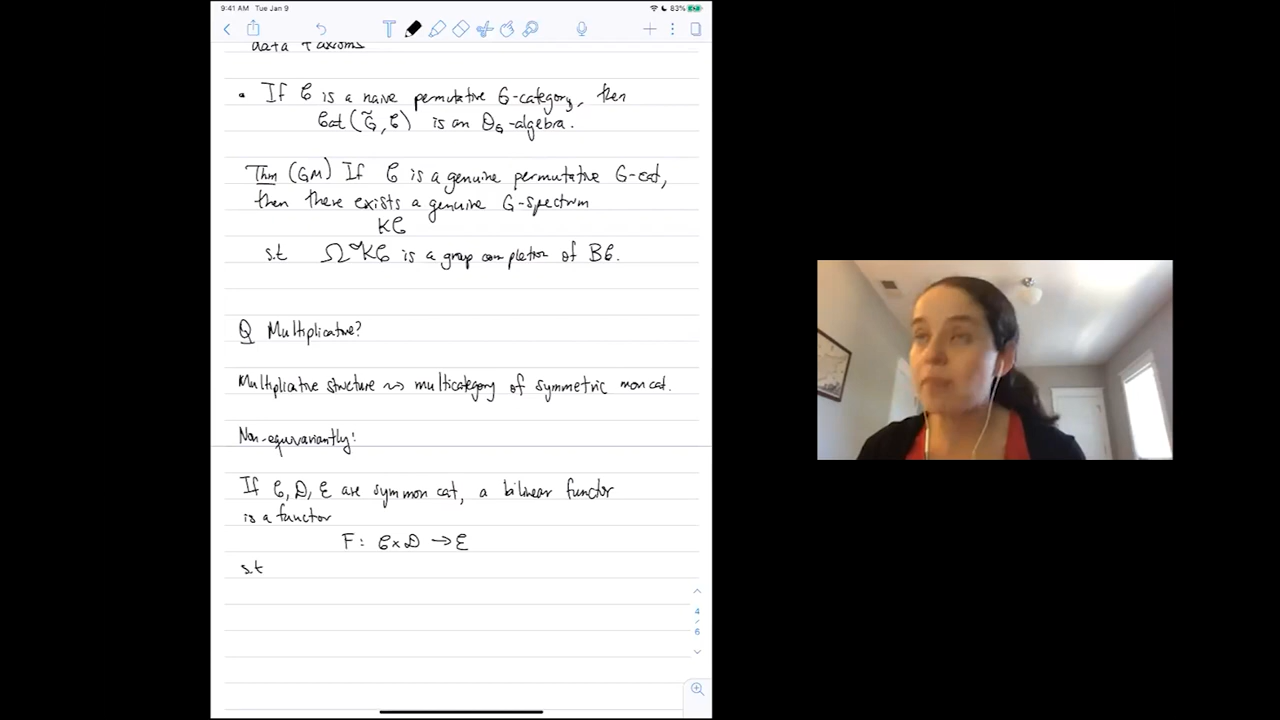 9:41 AM Tue Jan 9
83%
data + axioms
• If 𝒞 is a naive permutative G-category, then
Cat(G̃, 𝒞) is an 𝒪_G-algebra.
Thm (GM) If 𝒞 is a genuine permutative G-cat,
then there exists a genuine G-spectrum
K𝒞
s.t Ω^∞K𝒞 is a group completion of B𝒞.
Q Multiplicative?
Multiplicative structure ⇝ multicategory of symmetric mon cat.
Non-equivariantly:
If 𝒞, 𝒟, ℰ are sym mon cat, a bilinear functor
is a functor
F: 𝒞×𝒟 → ℰ
s.t
4
/
6